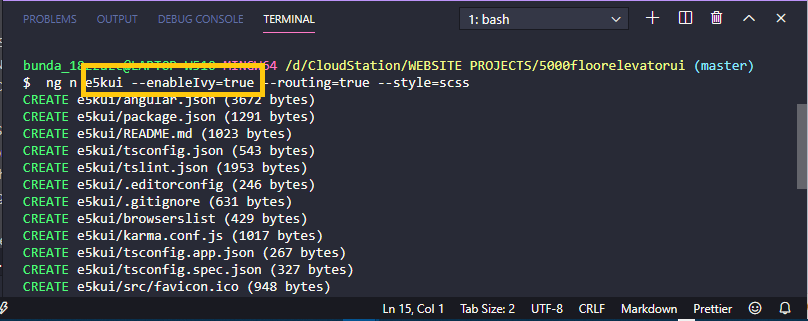 PROBLEMS OUTPUT DEBUG CONSOLE TERMINAL 1: bash
/d/CloudStation/WEBSITE PROJECTS/5000floorelevatorui (master)
$ ng n e5kui --enableIvy=true --routing=true --style=scss
CREATE e5kui/angular.json (3672 bytes)
CREATE e5kui/package.json (1291 bytes)
CREATE e5kui/README.md (1023 bytes)
CREATE e5kui/tsconfig.json (543 bytes)
CREATE e5kui/tslint.json (1953 bytes)
CREATE e5kui/.editorconfig (246 bytes)
CREATE e5kui/.gitignore (631 bytes)
CREATE e5kui/browserslist (429 bytes)
CREATE e5kui/karma.conf.js (1017 bytes)
CREATE e5kui/tsconfig.app.json (267 bytes)
CREATE e5kui/tsconfig.spec.json (327 bytes)
CREATE e5kui/src/favicon.ico (948 bytes)
Ln 15, Col 1 Tab Size: 2 UTF-8 CRLF Markdown Prettier